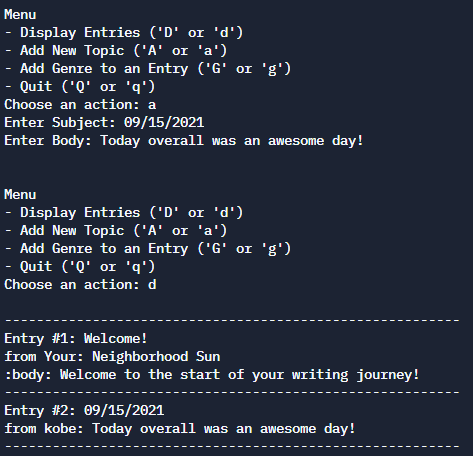 Menu
- Display Entries ('D' or 'd')
- Add New Topic ('A' or 'a')
- Add Genre to an Entry ('G' or 'g')
- Quit ('Q' or 'q')
Choose an action: a
Enter Subject: 09/15/2021
Enter Body: Today overall was an awesome day!
Menu
- Display Entries ('D' or 'd')
- Add New Topic ('A' or 'a')
- Add Genre to an Entry ('G' or 'g')
- Quit ('Q' or 'q')
Choose an action: d
---------------------------------------------------------
Entry #1: Welcome!
from Your: Neighborhood Sun
:body: Welcome to the start of your writing journey!
---------------------------------------------------------
Entry #2: 09/15/2021
from kobe: Today overall was an awesome day!
---------------------------------------------------------